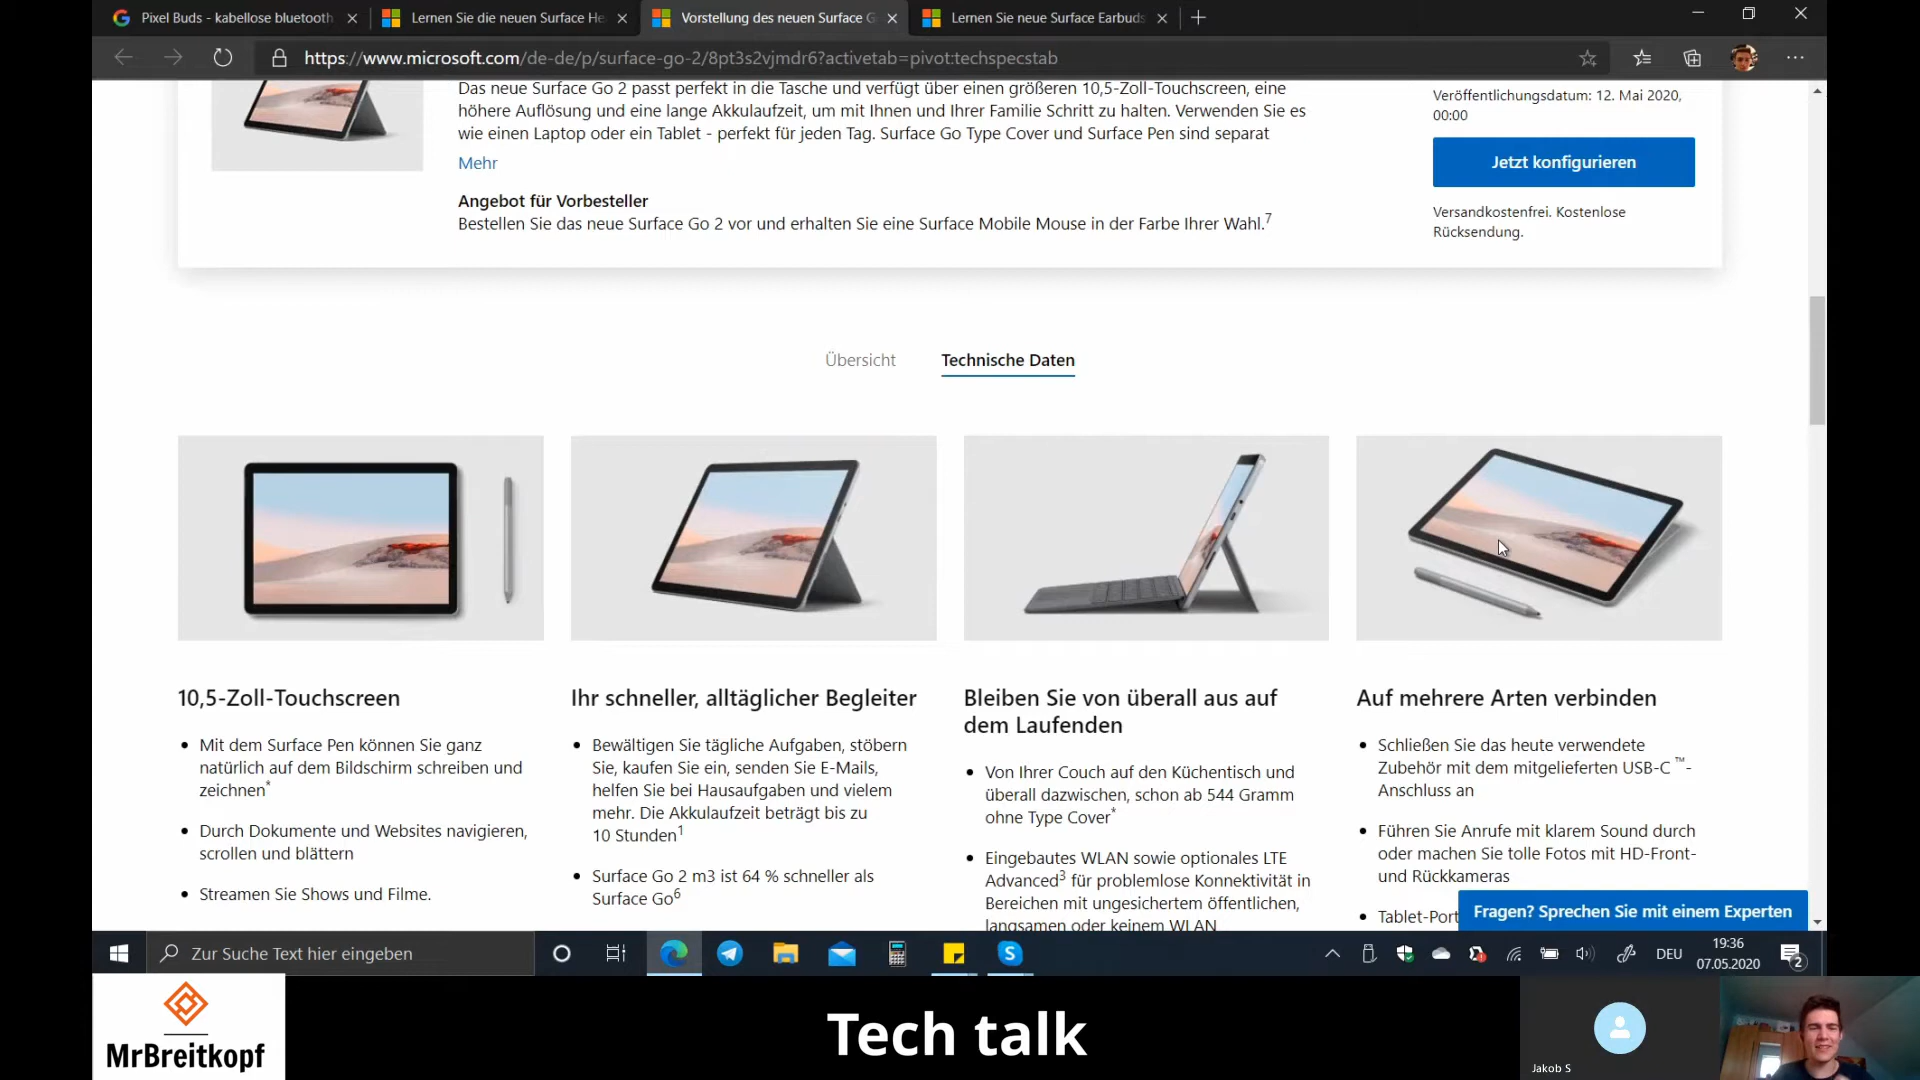 Pixel Buds - kabellose bluetooth
Lernen Sie die neuen Surface He
Vorstellung des neuen Surface G
Lernen Sie neue Surface Earbuds
https://www.microsoft.com/de-de/p/surface-go-2/8pt3s2vjmdr6?activetab=pivot:techspecstab
Das neue Surface Go 2 passt perfekt in die Tasche und verfügt über einen größeren 10,5-Zoll-Touchscreen, eine
höhere Auflösung und eine lange Akkulaufzeit, um mit Ihnen und Ihrer Familie Schritt zu halten. Verwenden Sie es
wie einen Laptop oder ein Tablet - perfekt für jeden Tag. Surface Go Type Cover und Surface Pen sind separat
Mehr
Angebot für Vorbesteller
Bestellen Sie das neue Surface Go 2 vor und erhalten Sie eine Surface Mobile Mouse in der Farbe Ihrer Wahl.7
Veröffentlichungsdatum: 12. Mai 2020,
00:00
Jetzt konfigurieren
Versandkostenfrei. Kostenlose
Rücksendung.
Übersicht
Technische Daten
10,5-Zoll-Touchscreen
Mit dem Surface Pen können Sie ganz
natürlich auf dem Bildschirm schreiben und
zeichnen*
Durch Dokumente und Websites navigieren,
scrollen und blättern
Streamen Sie Shows und Filme.
Ihr schneller, alltäglicher Begleiter
Bewältigen Sie tägliche Aufgaben, stöbern
Sie, kaufen Sie ein, senden Sie E-Mails,
helfen Sie bei Hausaufgaben und vielem
mehr. Die Akkulaufzeit beträgt bis zu
10 Stunden1
Surface Go 2 m3 ist 64 % schneller als
Surface Go6
Bleiben Sie von überall aus auf
dem Laufenden
Von Ihrer Couch auf den Küchentisch und
überall dazwischen, schon ab 544 Gramm
ohne Type Cover*
Eingebautes WLAN sowie optionales LTE
Advanced3 für problemlose Konnektivität in
Bereichen mit ungesichertem öffentlichen,
langsamen oder keinem WLAN
Auf mehrere Arten verbinden
Schließen Sie das heute verwendete
Zubehör mit dem mitgelieferten USB-C ™-
Anschluss an
Führen Sie Anrufe mit klarem Sound durch
oder machen Sie tolle Fotos mit HD-Front-
und Rückkameras
Tablet-Port
Fragen? Sprechen Sie mit einem Experten
Zur Suche Text hier eingeben
DEU
19:36
07.05.2020
2
MrBreitkopf
Tech talk
Jakob S